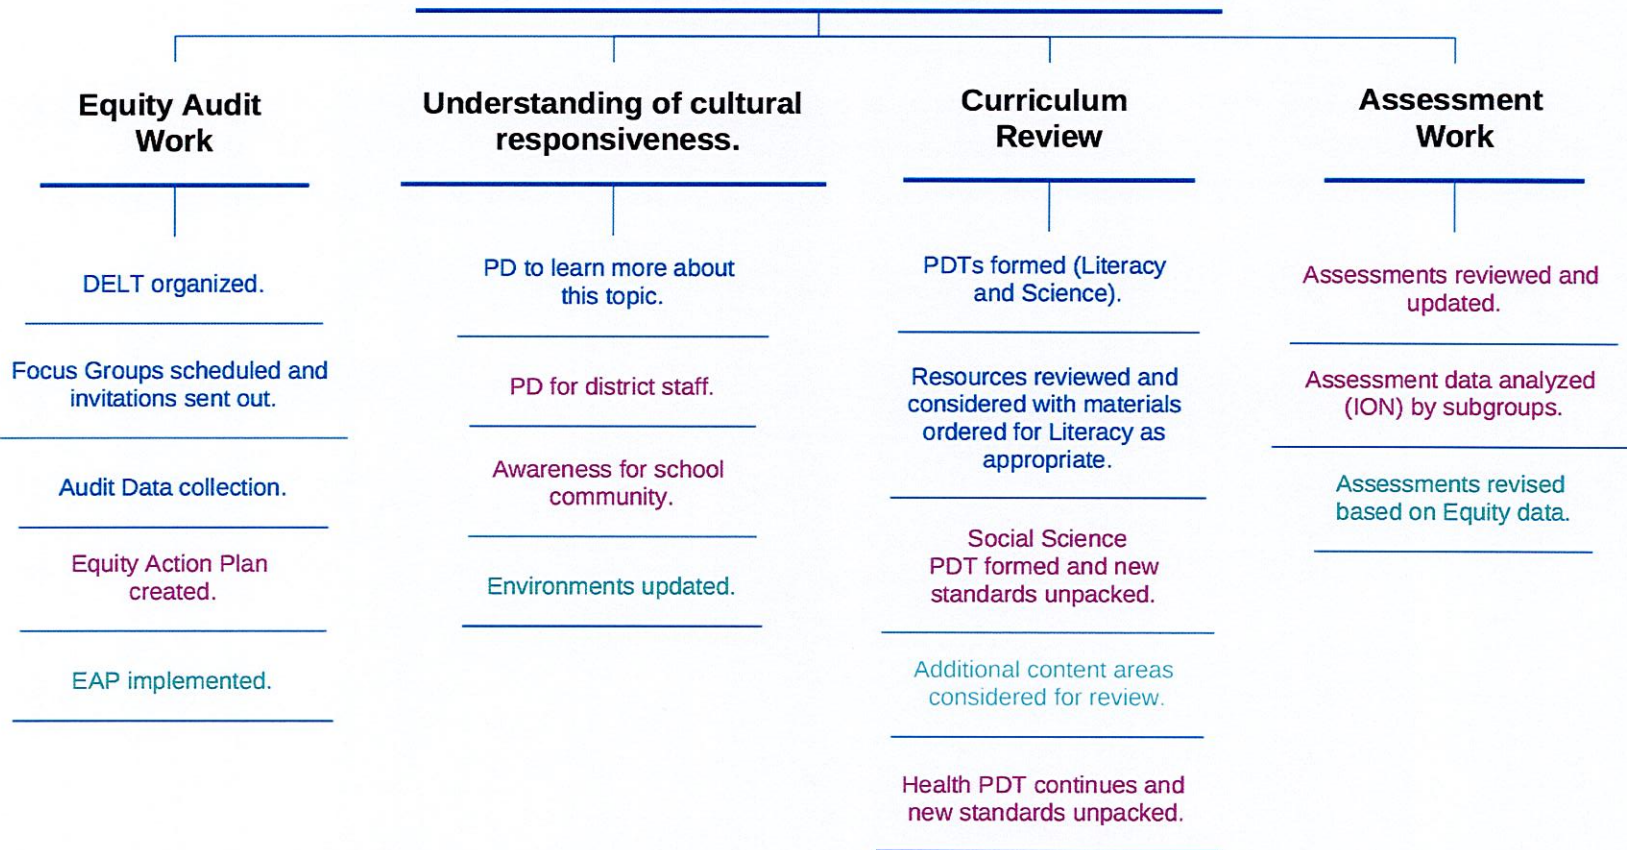 Equity Audit
Work
DELT organized.
Focus Groups scheduled and
invitations sent out.
Audit Data collection.
Equity Action Plan
created.
EAP implemented.
Understanding of cultural
responsiveness.
PD to learn more about
this topic.
PD for district staff.
Awareness for school
community.
Environments updated.
Curriculum
Review
PDTs formed (Literacy
and Science).
Resources reviewed and
considered with materials
ordered for Literacy as
appropriate.
Social Science
PDT formed and new
standards unpacked.
Additional content areas
considered for review.
Health PDT continues and
new standards unpacked.
Assessment
Work
Assessments reviewed and
updated.
Assessment data analyzed
(ION) by subgroups.
Assessments revised
based on Equity data.